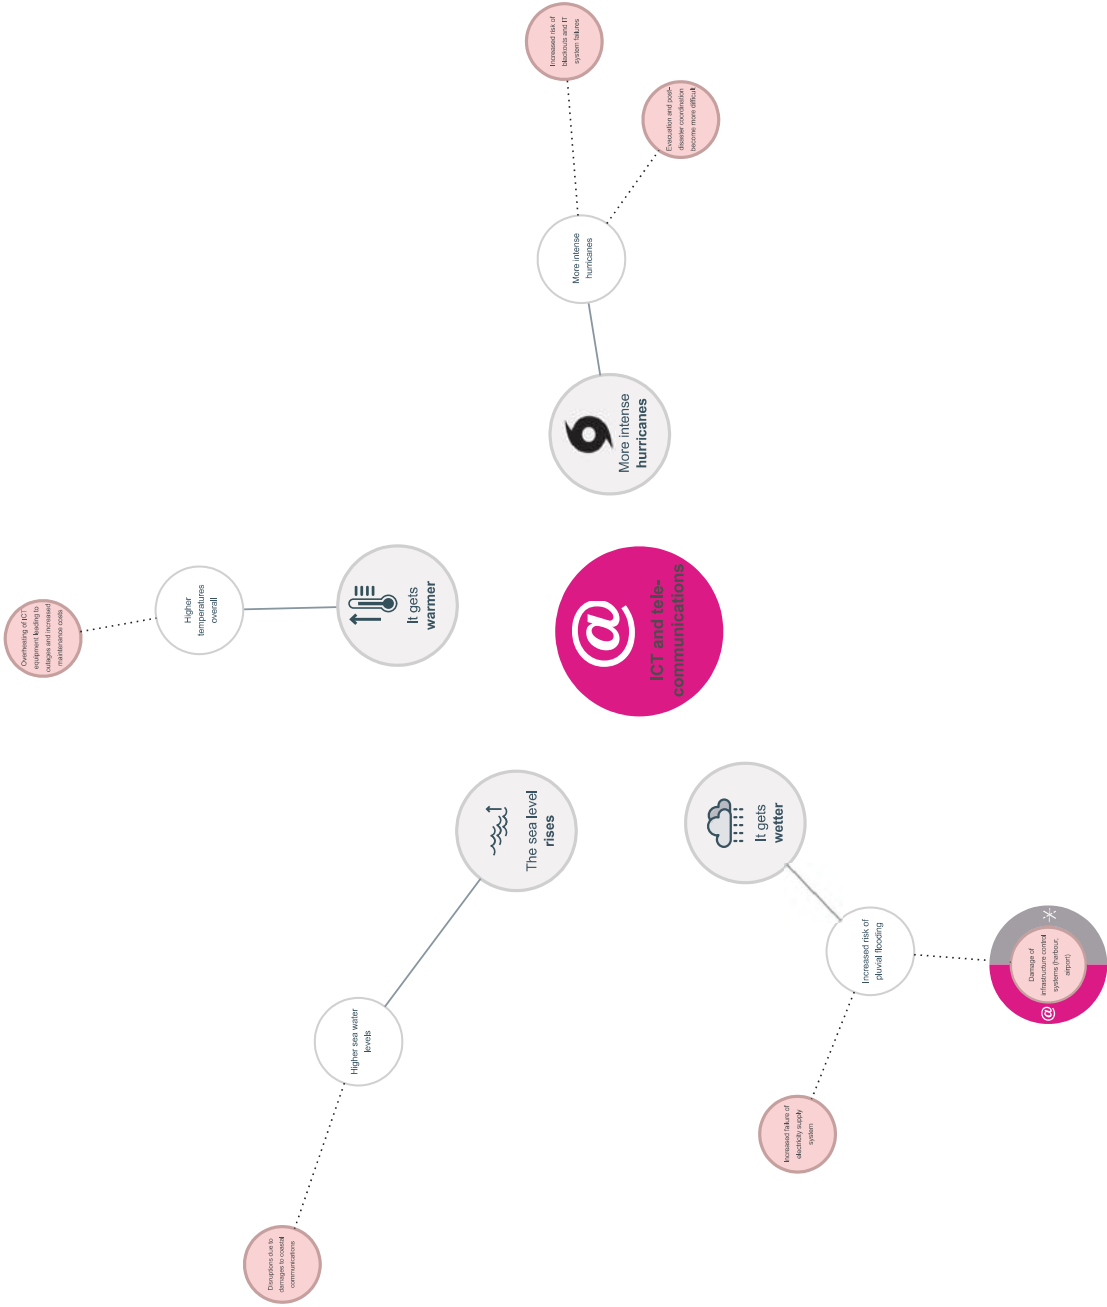 Increased risk of
blackouts and IT
system failures
Evacuation and post-
disaster coordination
become more difficult
More intense
hurricanes
More intense
hurricanes
Overheating of ICT
equipment leading to
outages and increased
maintenance costs
Higher
temperatures
overall
It gets
warmer
@
ICT and tele-
communications
The sea level
rises
Higher sea water
levels
Disruptions due to
damages to coastal
communications
It gets
wetter
Increased risk of
pluvial flooding
Increased failure of
electricity supply
system
Damage of
infrastructure control
systems (harbour,
airport)
@